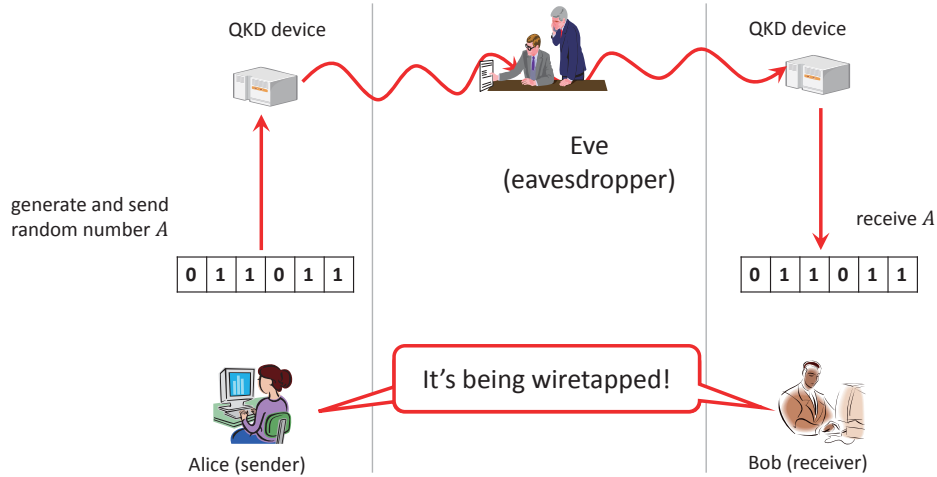 QKD device
QKD device
Eve
(eavesdropper)
generate and send
random number A
receive A
0 1 1 0 1 1
0 1 1 0 1 1
It's being wiretapped!
Alice (sender)
Bob (receiver)